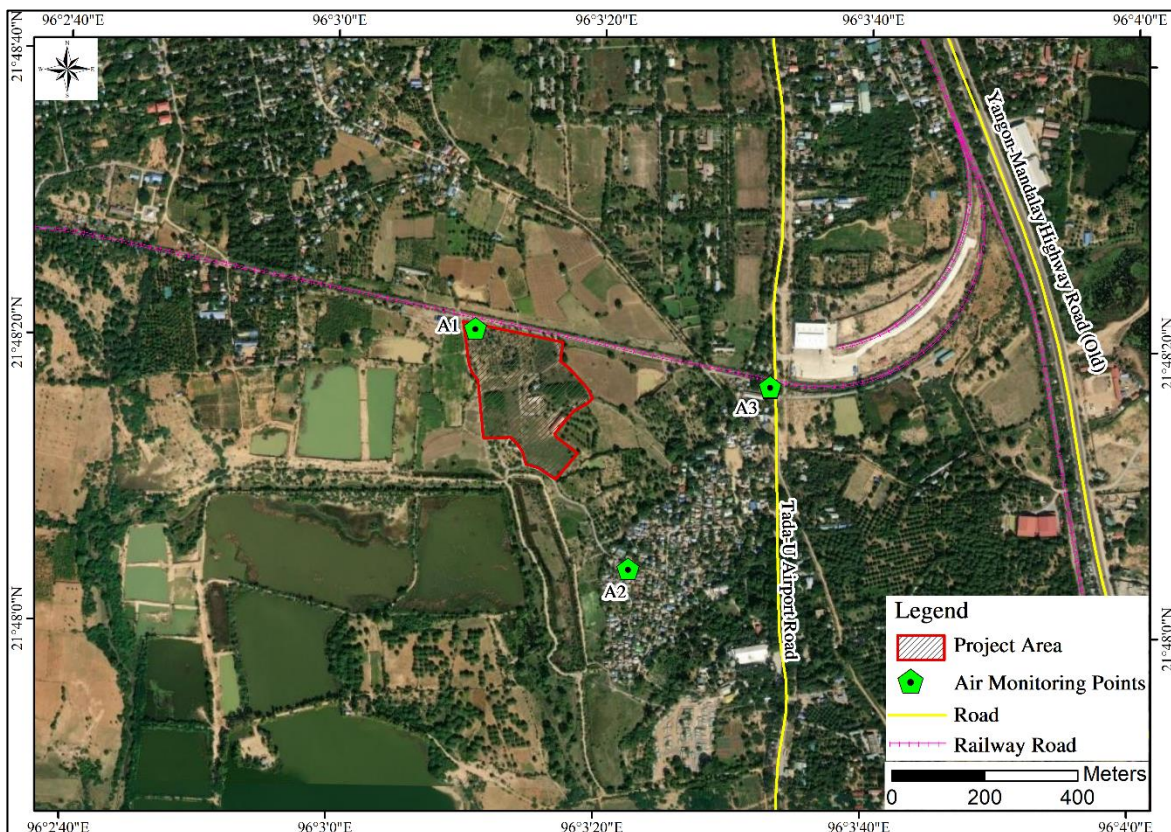 96°2'40"E 96°3'0"E 96°3'20"E 96°3'40"E 96°4'0"E
21°48'40"N
N
W E
S
Yangon-Mandalay Highway Road (Old)
21°48'20"N
21°48'20"N
A1
A3
Tada-U Airport Road
A2
21°48'0"N
21°48'0"N
Legend
Project Area
Air Monitoring Points
Road
Railway Road
Meters
0 200 400
96°2'40"E 96°3'0"E 96°3'20"E 96°3'40"E 96°4'0"E